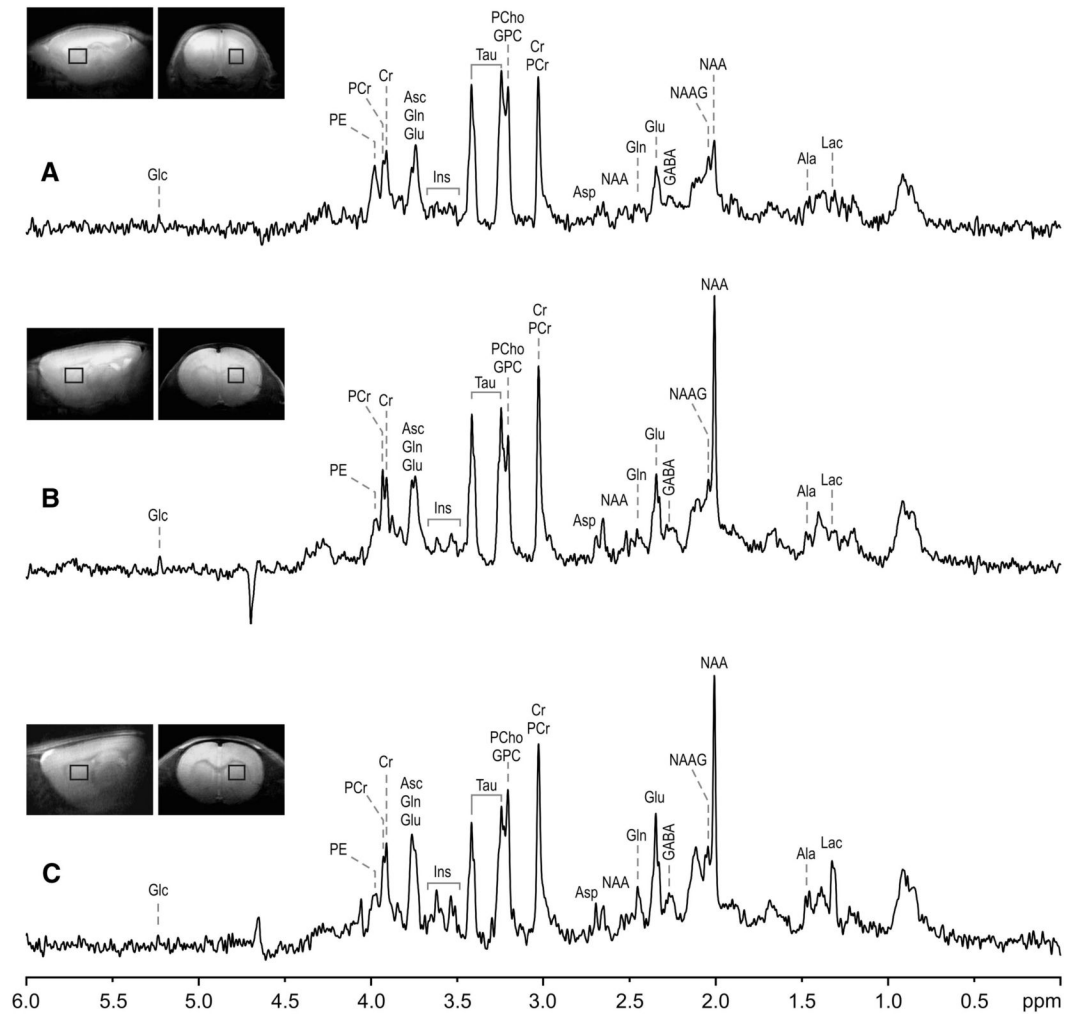 PCho
GPC
Cr
PCr
Tau
NAA
Cr
PCr
Asc
Gln
Glu
NAAG
PE
Glu
Gln
GABA
Lac
Ala
Ins
A
Glc
Asp
NAA
NAA
Cr
PCr
PCho
GPC
Tau
PCr
Cr
NAAG
Asc
Gln
Glu
Glu
PE
Gln
GABA
Lac
Ala
B
Ins
Glc
Asp
NAA
NAA
Cr
PCr
PCho
GPC
Cr
NAAG
Asc
Gln
Glu
PCr
Tau
Glu
PE
Gln
GABA
Lac
Ala
C
Ins
Glc
Asp
NAA
6.0 5.5 5.0 4.5 4.0 3.5 3.0 2.5 2.0 1.5 1.0 0.5 ppm